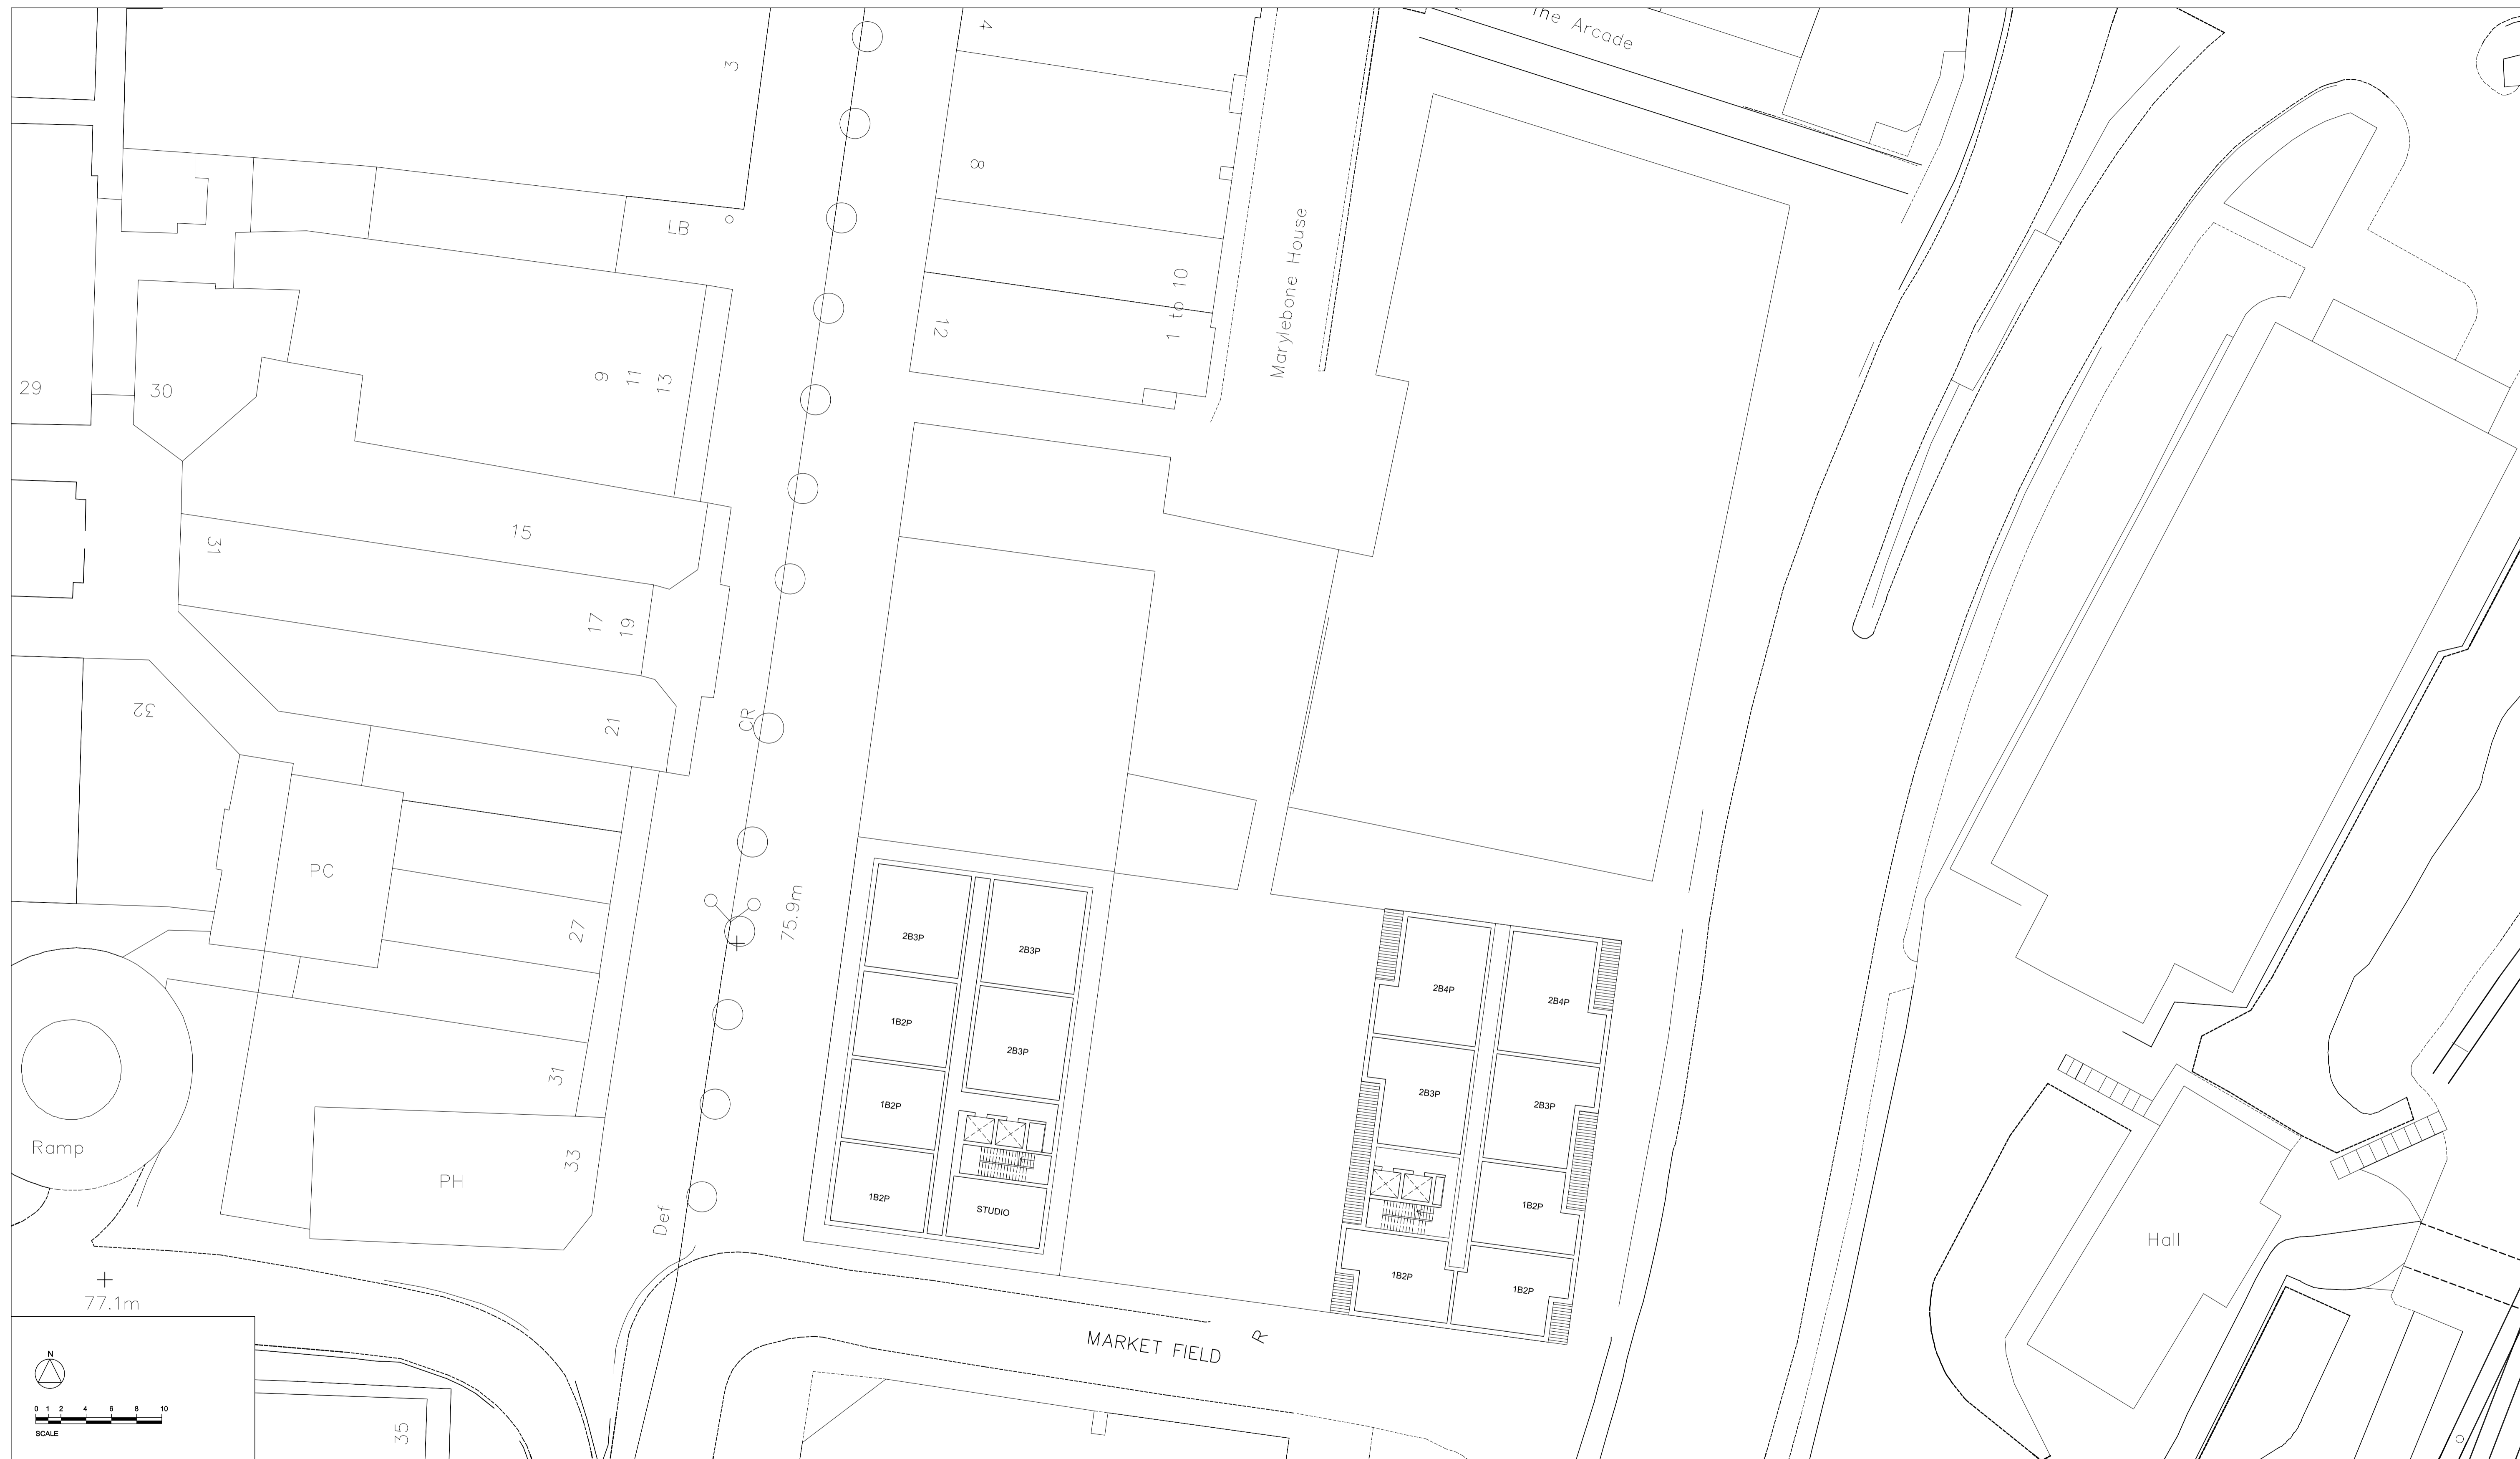 The Arcade
3
4
LB
8
Marylebone House
1 to 10
12
29
30
9
11
13
15
31
17
19
32
21
CR
PC
75.9m
27
2B3P
2B3P
1B2P
2B3P
1B2P
1B2P
STUDIO
2B4P
2B4P
2B3P
2B3P
1B2P
1B2P
1B2P
31
Ramp
PH
33
Def
Hall
77.1m
MARKET FIELD
R
N
0 1 2 4 6 8 10
SCALE
35